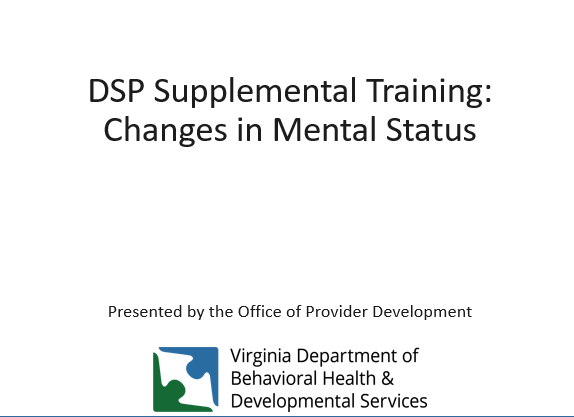 DSP Supplemental Training:
Changes in Mental Status
Presented by the Office of Provider Development
Virginia Department of
Behavioral Health &
Developmental Services